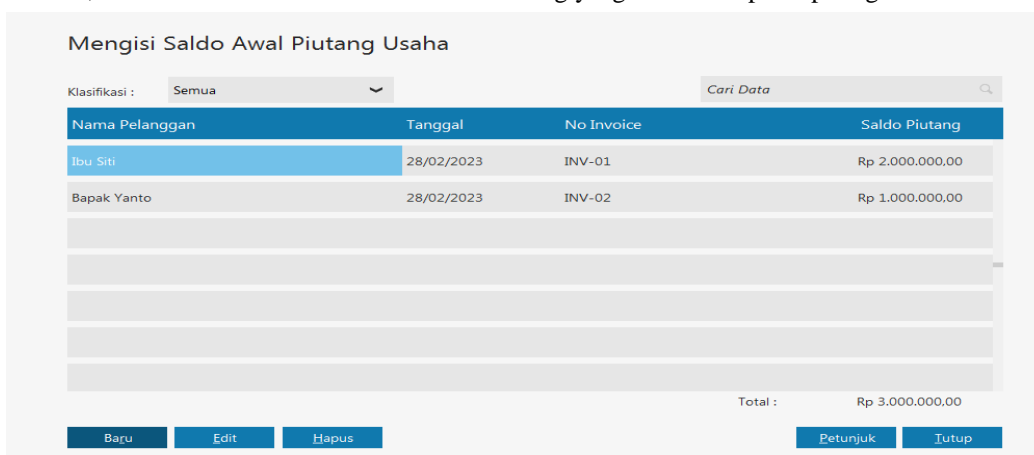 Mengisi Saldo Awal Piutang Usaha
Klasifikasi : Semua Cari Data
Nama Pelanggan Tanggal No Invoice Saldo Piutang
Ibu Siti 28/02/2023 INV-01 Rp 2.000.000,00
Bapak Yanto 28/02/2023 INV-02 Rp 1.000.000,00
Total : Rp 3.000.000,00
Baru Edit Hapus Petunjuk Tutup